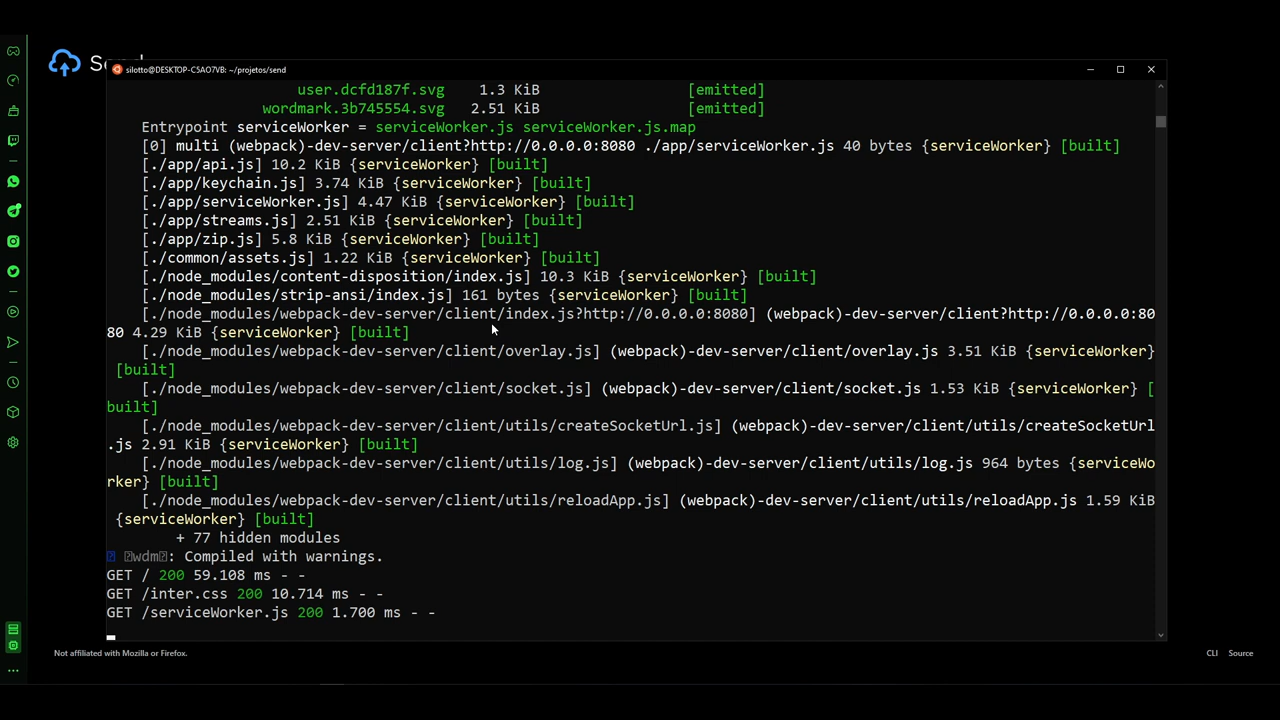 Send
silotto@DESKTOP-C5AO7VB: ~/projetos/send
user.dcfd187f.svg 1.3 KiB [emitted]
wordmark.3b745554.svg 2.51 KiB [emitted]
Entrypoint serviceWorker = serviceWorker.js serviceWorker.js.map
[0] multi (webpack)-dev-server/client?http://0.0.0.0:8080 ./app/serviceWorker.js 40 bytes {serviceWorker} [built]
[./app/api.js] 10.2 KiB {serviceWorker} [built]
[./app/keychain.js] 3.74 KiB {serviceWorker} [built]
[./app/serviceWorker.js] 4.47 KiB {serviceWorker} [built]
[./app/streams.js] 2.51 KiB {serviceWorker} [built]
[./app/zip.js] 5.8 KiB {serviceWorker} [built]
[./common/assets.js] 1.22 KiB {serviceWorker} [built]
[./node_modules/content-disposition/index.js] 10.3 KiB {serviceWorker} [built]
[./node_modules/strip-ansi/index.js] 161 bytes {serviceWorker} [built]
[./node_modules/webpack-dev-server/client/index.js?http://0.0.0.0:8080] (webpack)-dev-server/client?http://0.0.0.0:80
80 4.29 KiB {serviceWorker} [built]
[./node_modules/webpack-dev-server/client/overlay.js] (webpack)-dev-server/client/overlay.js 3.51 KiB {serviceWorker}
[built]
[./node_modules/webpack-dev-server/client/socket.js] (webpack)-dev-server/client/socket.js 1.53 KiB {serviceWorker} [
built]
[./node_modules/webpack-dev-server/client/utils/createSocketUrl.js] (webpack)-dev-server/client/utils/createSocketUrl
.js 2.91 KiB {serviceWorker} [built]
[./node_modules/webpack-dev-server/client/utils/log.js] (webpack)-dev-server/client/utils/log.js 964 bytes {serviceWo
rker} [built]
[./node_modules/webpack-dev-server/client/utils/reloadApp.js] (webpack)-dev-server/client/utils/reloadApp.js 1.59 KiB
{serviceWorker} [built]
+ 77 hidden modules
wdm: Compiled with warnings.
GET / 200 59.108 ms - -
GET /inter.css 200 10.714 ms - -
GET /serviceWorker.js 200 1.700 ms - -
Not affiliated with Mozilla or Firefox.
CLI Source